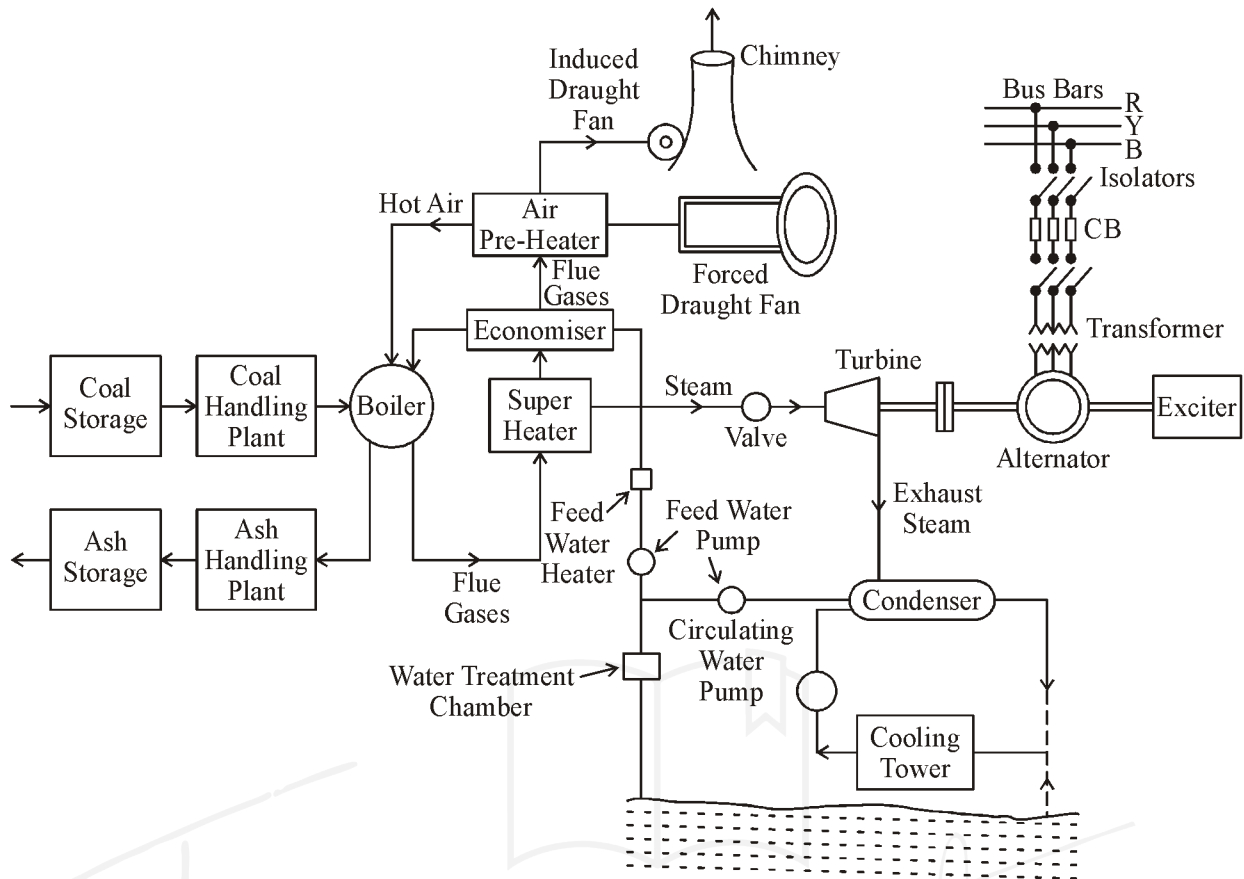 Induced
Draught
Fan
Chimney
Bus Bars
R
Y
B
Isolators
CB
Hot Air
Air
Pre-Heater
Flue
Gases
Forced
Draught Fan
Transformer
Economiser
Turbine
Coal
Storage
Coal
Handling
Plant
Boiler
Super
Heater
Steam
Valve
Exciter
Alternator
Ash
Storage
Ash
Handling
Plant
Flue
Gases
Feed
Water
Heater
Feed Water
Pump
Exhaust
Steam
Condenser
Circulating
Water
Pump
Water Treatment
Chamber
Cooling
Tower